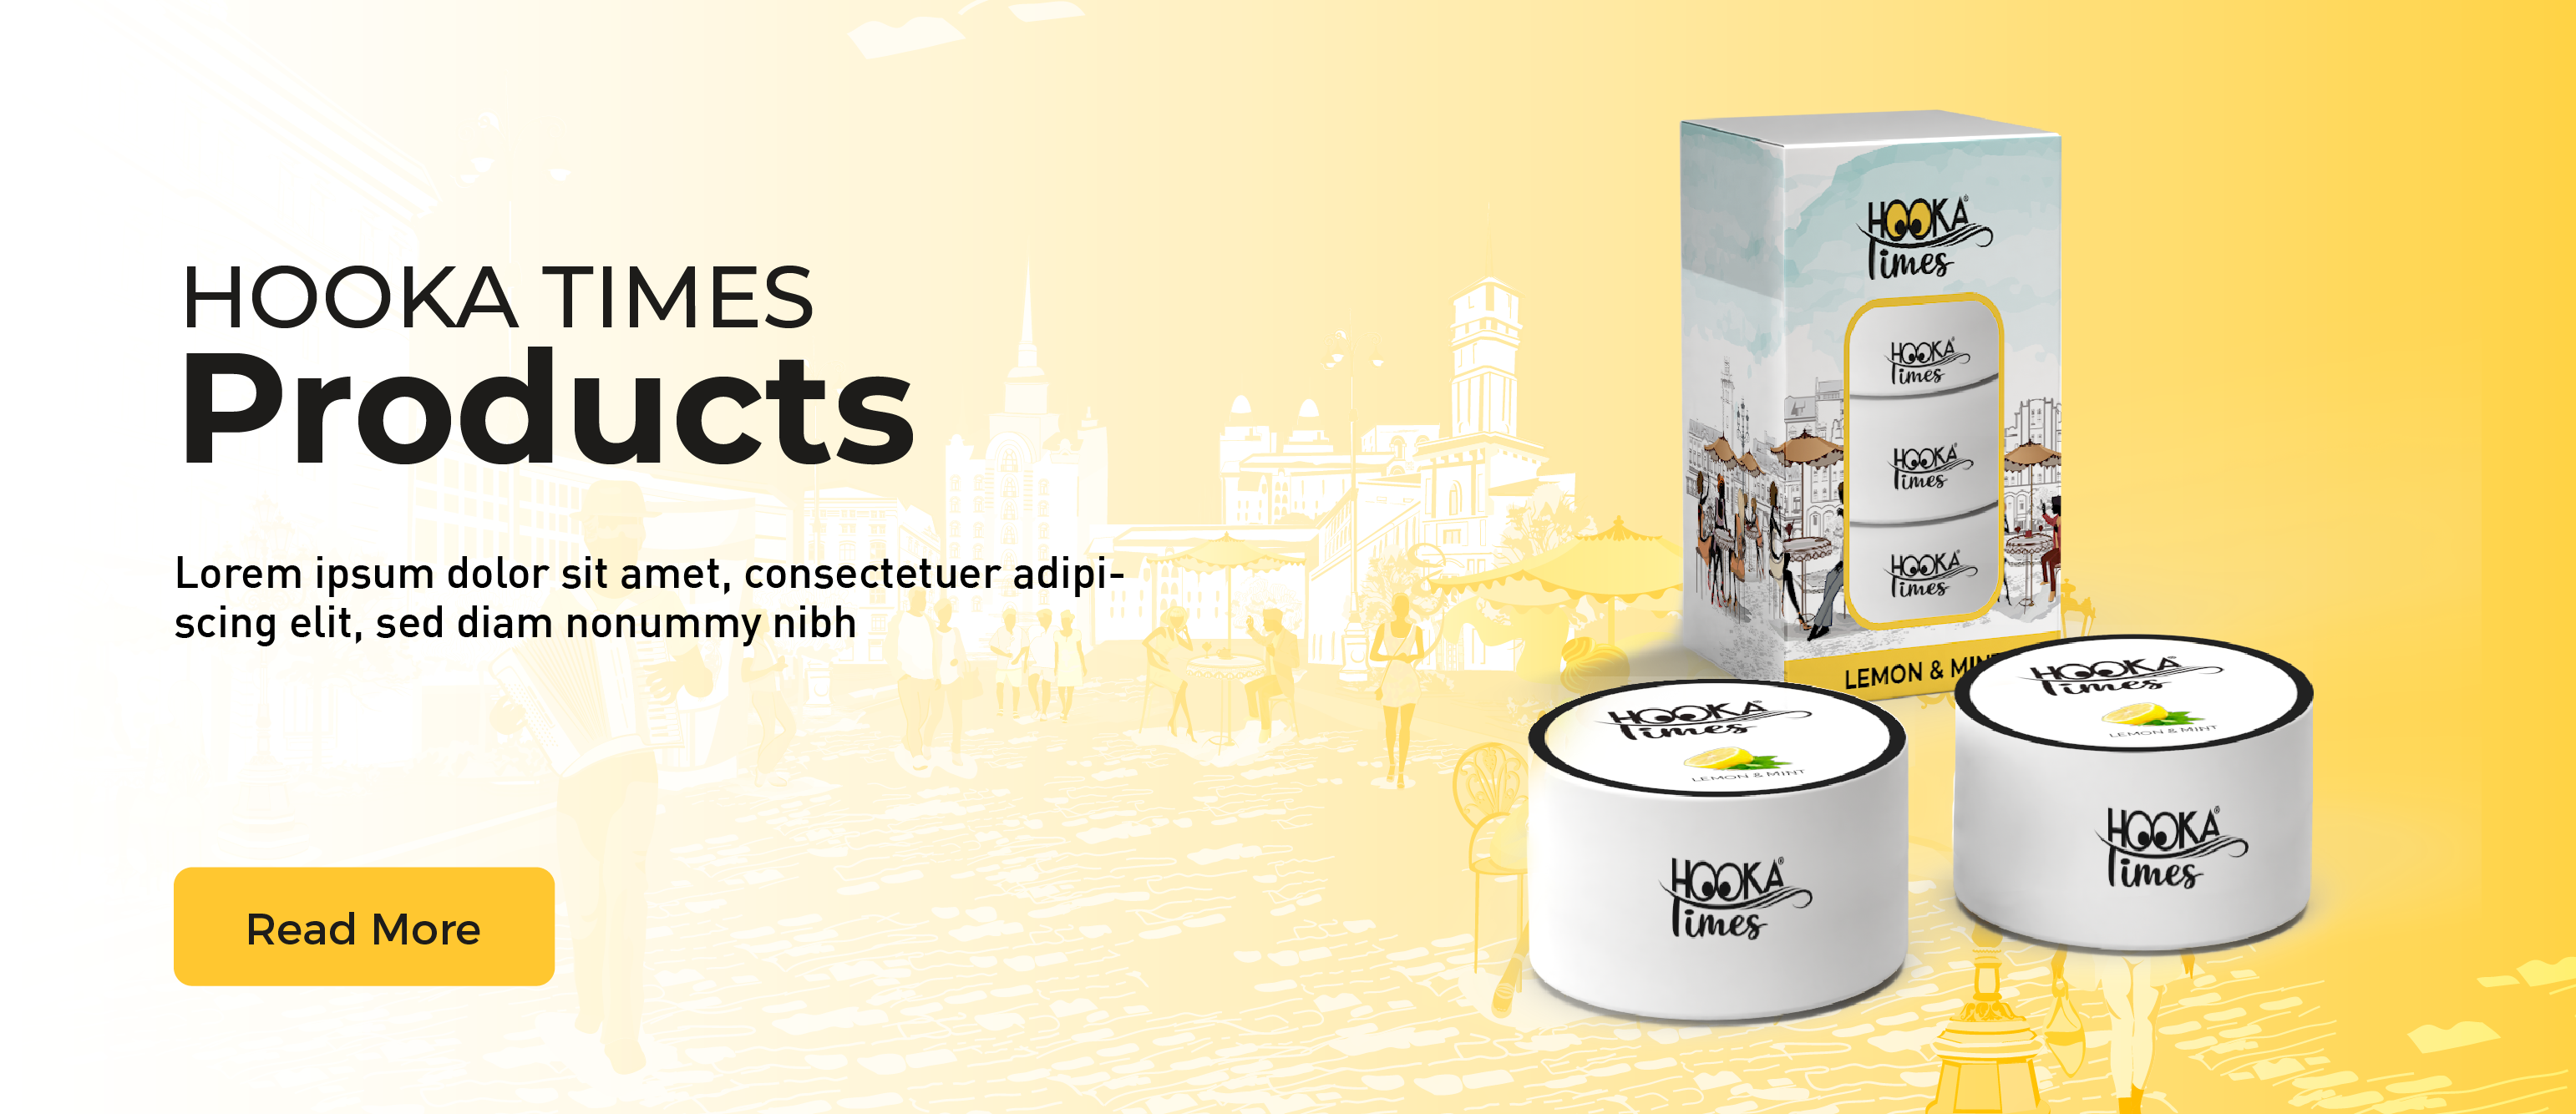 HOOKA TIMES
Products
Lorem ipsum dolor sit amet, consectetuer adipi-
scing elit, sed diam nonummy nibh
Read More
HOOKA®
Times
HOOKA®
Times
HOOKA®
Times
HOOKA®
Times
LEMON & MIN
HOOKA
Times
LEMON & MINT
HOOKA®
Times
HOOKA
Times
LEMON & MINT
HOOKA®
Times